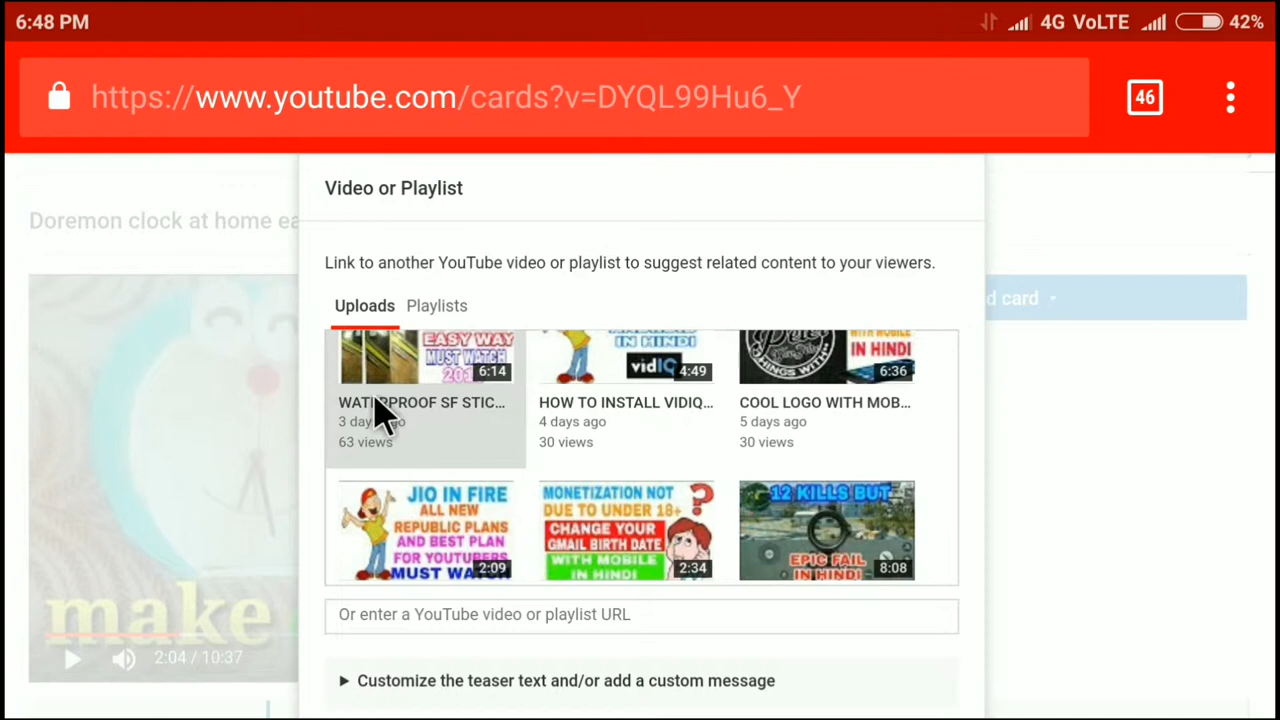 6:48 PM
4G VoLTE 42%
https://www.youtube.com/cards?v=DYQL99Hu6_Y
46
Video or Playlist
Doremon clock at home ea
Link to another YouTube video or playlist to suggest related content to your viewers.
d card
Uploads Playlists
EASY WAY
MUST WATCH
201
6:14
IN HINDI
vidIQ
4:49
WITH MOBILE
IN HINDI
6:36
WATERPROOF SF STIC...
3 days ago
63 views
HOW TO INSTALL VIDIQ...
4 days ago
30 views
COOL LOGO WITH MOB...
5 days ago
30 views
JIO IN FIRE
ALL NEW
REPUBLIC PLANS
AND BEST PLAN
FOR YOUTUBERS
MUST WATCH
2:09
MONETIZATION NOT
DUE TO UNDER 18+
CHANGE YOUR
GMAIL BIRTH DATE
WITH MOBILE
IN HINDI
2:34
12 KILLS BUT
EPIC FAIL
IN HINDI
8:08
make
2:04 / 10:37
Or enter a YouTube video or playlist URL
Customize the teaser text and/or add a custom message